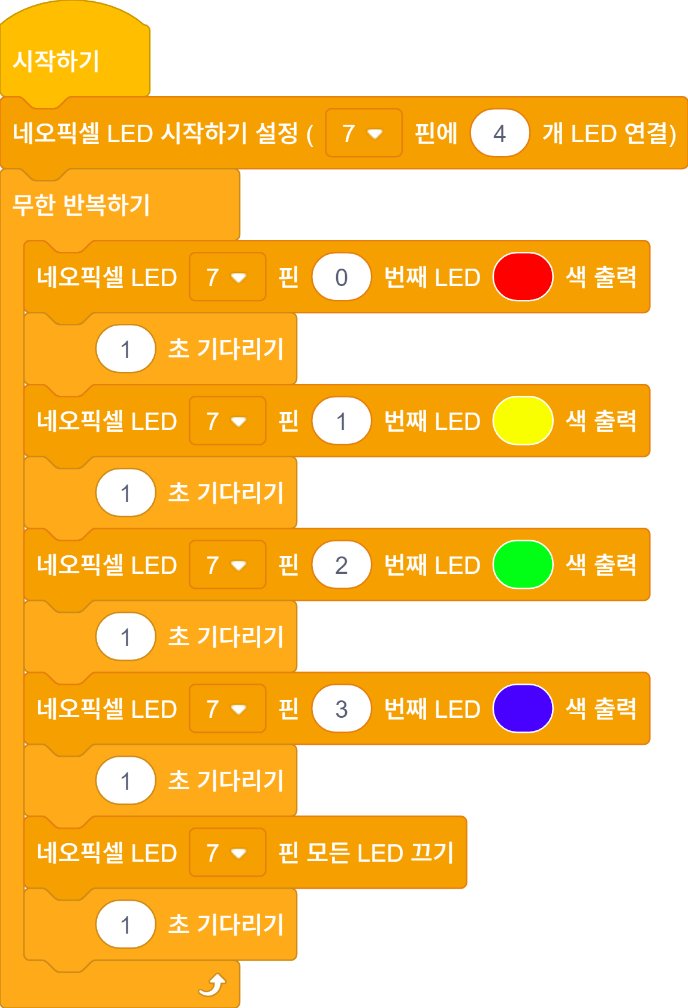 시작하기
네오픽셀 LED 시작하기 설정 ( 7 핀에 4 개 LED 연결)
무한 반복하기
네오픽셀 LED 7 핀 0 번째 LED 색 출력
1 초 기다리기
네오픽셀 LED 7 핀 1 번째 LED 색 출력
1 초 기다리기
네오픽셀 LED 7 핀 2 번째 LED 색 출력
1 초 기다리기
네오픽셀 LED 7 핀 3 번째 LED 색 출력
1 초 기다리기
네오픽셀 LED 7 핀 모든 LED 끄기
1 초 기다리기